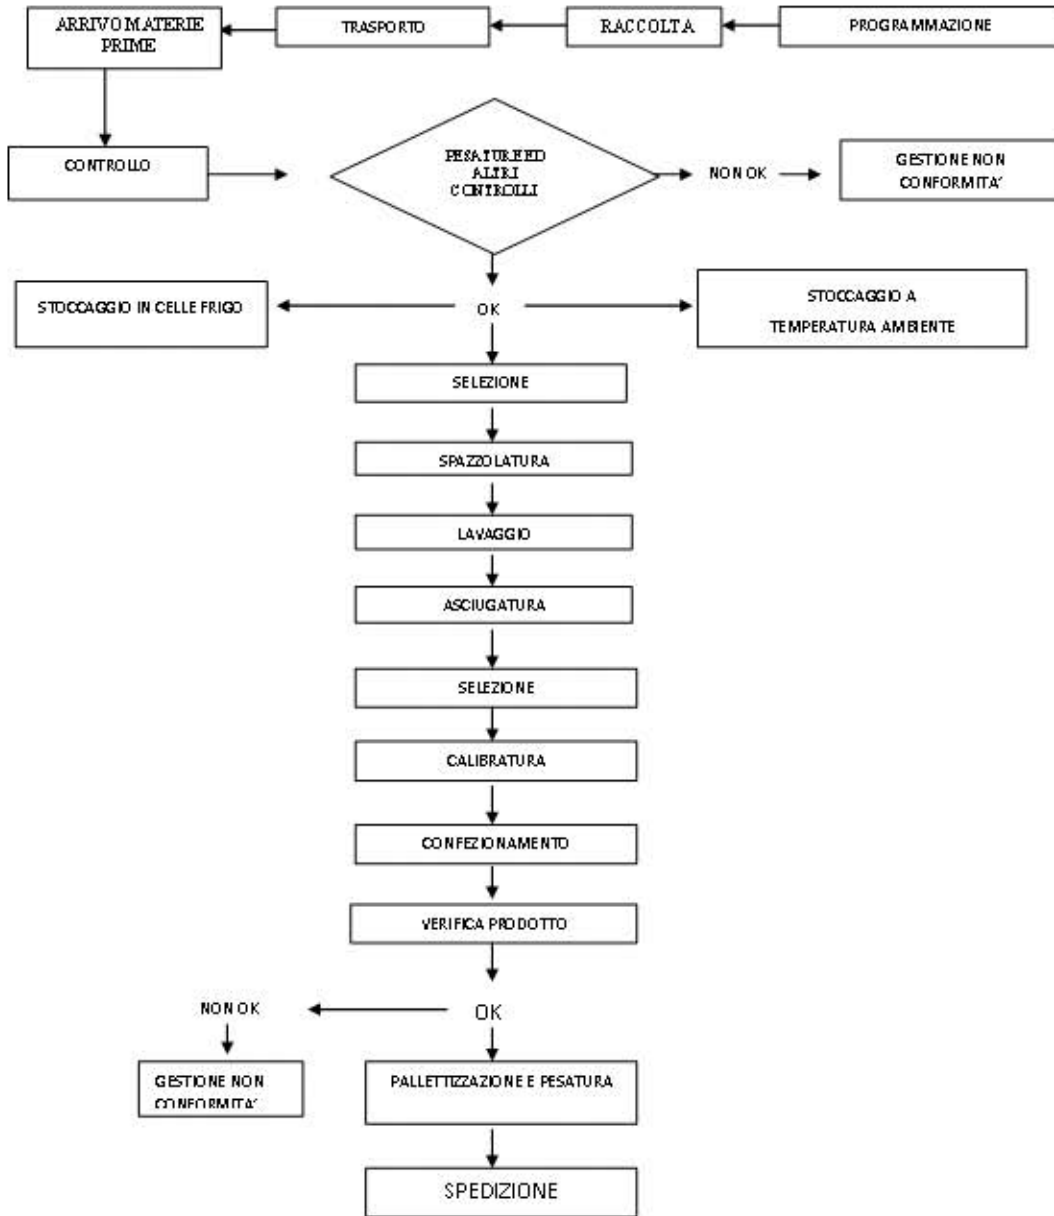 ARRIVO MATERIE
PRIME
TRASPORTO
RACCOLTA
PROGRAMMAZIONE
CONTROLLO
PESATURE ED
ALTRI
CONTROLLI
NON OK
GESTIONE NON
CONFORMITA'
STOCCAGGIO IN CELLE FRIGO
OK
STOCCAGGIO A
TEMPERATURA AMBIENTE
SELEZIONE
SPAZZOLATURA
LAVAGGIO
ASCIUGATURA
SELEZIONE
CALIBRATURA
CONFEZIONAMENTO
VERIFICA PRODOTTO
NON OK
OK
GESTIONE NON
CONFORMITA'
PALLETTIZZAZIONE E PESATURA
SPEDIZIONE